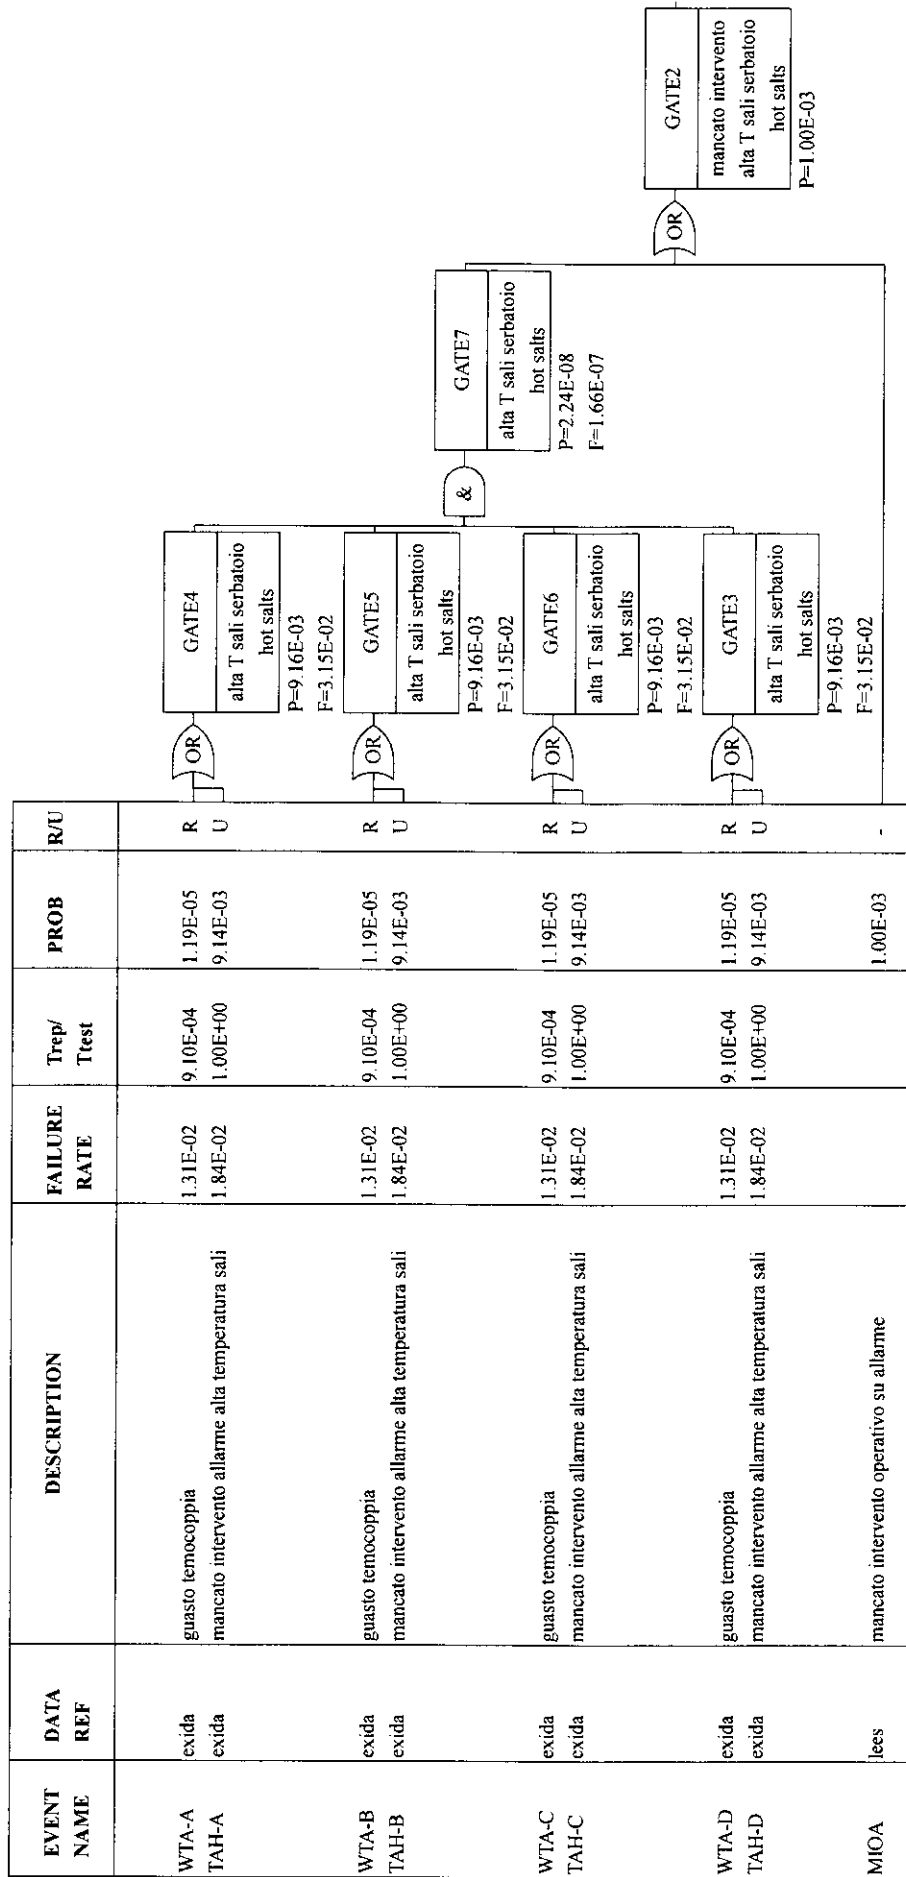 EVENT NAME DATA REF DESCRIPTION FAILURE RATE Trep/ Ttest PROB R/U
WTA-A exida guasto temocoppia 1.31E-02 9.10E-04 1.19E-05 R
TAH-A exida mancato intervento allarme alta temperatura sali 1.84E-02 1.00E+00 9.14E-03 U
WTA-B exida guasto temocoppia 1.31E-02 9.10E-04 1.19E-05 R
TAH-B exida mancato intervento allarme alta temperatura sali 1.84E-02 1.00E+00 9.14E-03 U
WTA-C exida guasto temocoppia 1.31E-02 9.10E-04 1.19E-05 R
TAH-C exida mancato intervento allarme alta temperatura sali 1.84E-02 1.00E+00 9.14E-03 U
WTA-D exida guasto temocoppia 1.31E-02 9.10E-04 1.19E-05 R
TAH-D exida mancato intervento allarme alta temperatura sali 1.84E-02 1.00E+00 9.14E-03 U
MIOA lees mancato intervento operativo su allarme 1.00E-03 -
OR
GATE4
alta T sali serbatoio
hot salts
P=9.16E-03
F=3.15E-02
OR
GATE5
alta T sali serbatoio
hot salts
P=9.16E-03
F=3.15E-02
OR
GATE6
alta T sali serbatoio
hot salts
P=9.16E-03
F=3.15E-02
OR
GATE3
alta T sali serbatoio
hot salts
P=9.16E-03
F=3.15E-02
&
GATE7
alta T sali serbatoio
hot salts
P=2.24E-08
F=1.66E-07
OR
GATE2
mancato intervento
alta T sali serbatoio
hot salts
P=1.00E-03